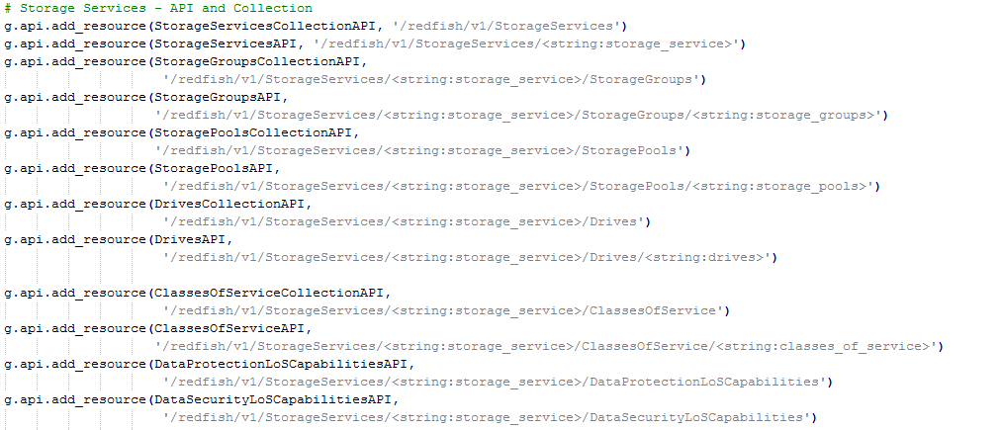 # Storage Services - API and Collection
g.api.add_resource(StorageServicesCollectionAPI, '/redfish/v1/StorageServices')
g.api.add_resource(StorageServicesAPI, '/redfish/v1/StorageServices/<string:storage_service>')
g.api.add_resource(StorageGroupsCollectionAPI,
'/redfish/v1/StorageServices/<string:storage_service>/StorageGroups')
g.api.add_resource(StorageGroupsAPI,
'/redfish/v1/StorageServices/<string:storage_service>/StorageGroups/<string:storage_groups>')
g.api.add_resource(StoragePoolsCollectionAPI,
'/redfish/v1/StorageServices/<string:storage_service>/StoragePools')
g.api.add_resource(StoragePoolsAPI,
'/redfish/v1/StorageServices/<string:storage_service>/StoragePools/<string:storage_pools>')
g.api.add_resource(DrivesCollectionAPI,
'/redfish/v1/StorageServices/<string:storage_service>/Drives')
g.api.add_resource(DrivesAPI,
'/redfish/v1/StorageServices/<string:storage_service>/Drives/<string:drives>')
g.api.add_resource(ClassesOfServiceCollectionAPI,
'/redfish/v1/StorageServices/<string:storage_service>/ClassesOfService')
g.api.add_resource(ClassesOfServiceAPI,
'/redfish/v1/StorageServices/<string:storage_service>/ClassesOfService/<string:classes_of_service>')
g.api.add_resource(DataProtectionLoSCapabilitiesAPI,
'/redfish/v1/StorageServices/<string:storage_service>/DataProtectionLoSCapabilities')
g.api.add_resource(DataSecurityLoSCapabilitiesAPI,
'/redfish/v1/StorageServices/<string:storage_service>/DataSecurityLoSCapabilities')